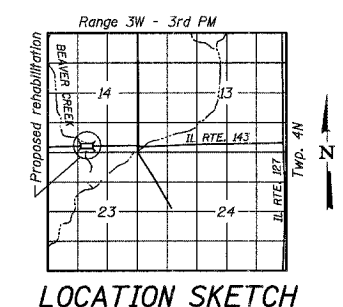 Range 3W - 3rd PM
Proposed rehabilitation
BEAVER CREEK
14
13
IL RTE. 143
Twp. 4N
N
23
24
IL RTE. 127
LOCATION SKETCH